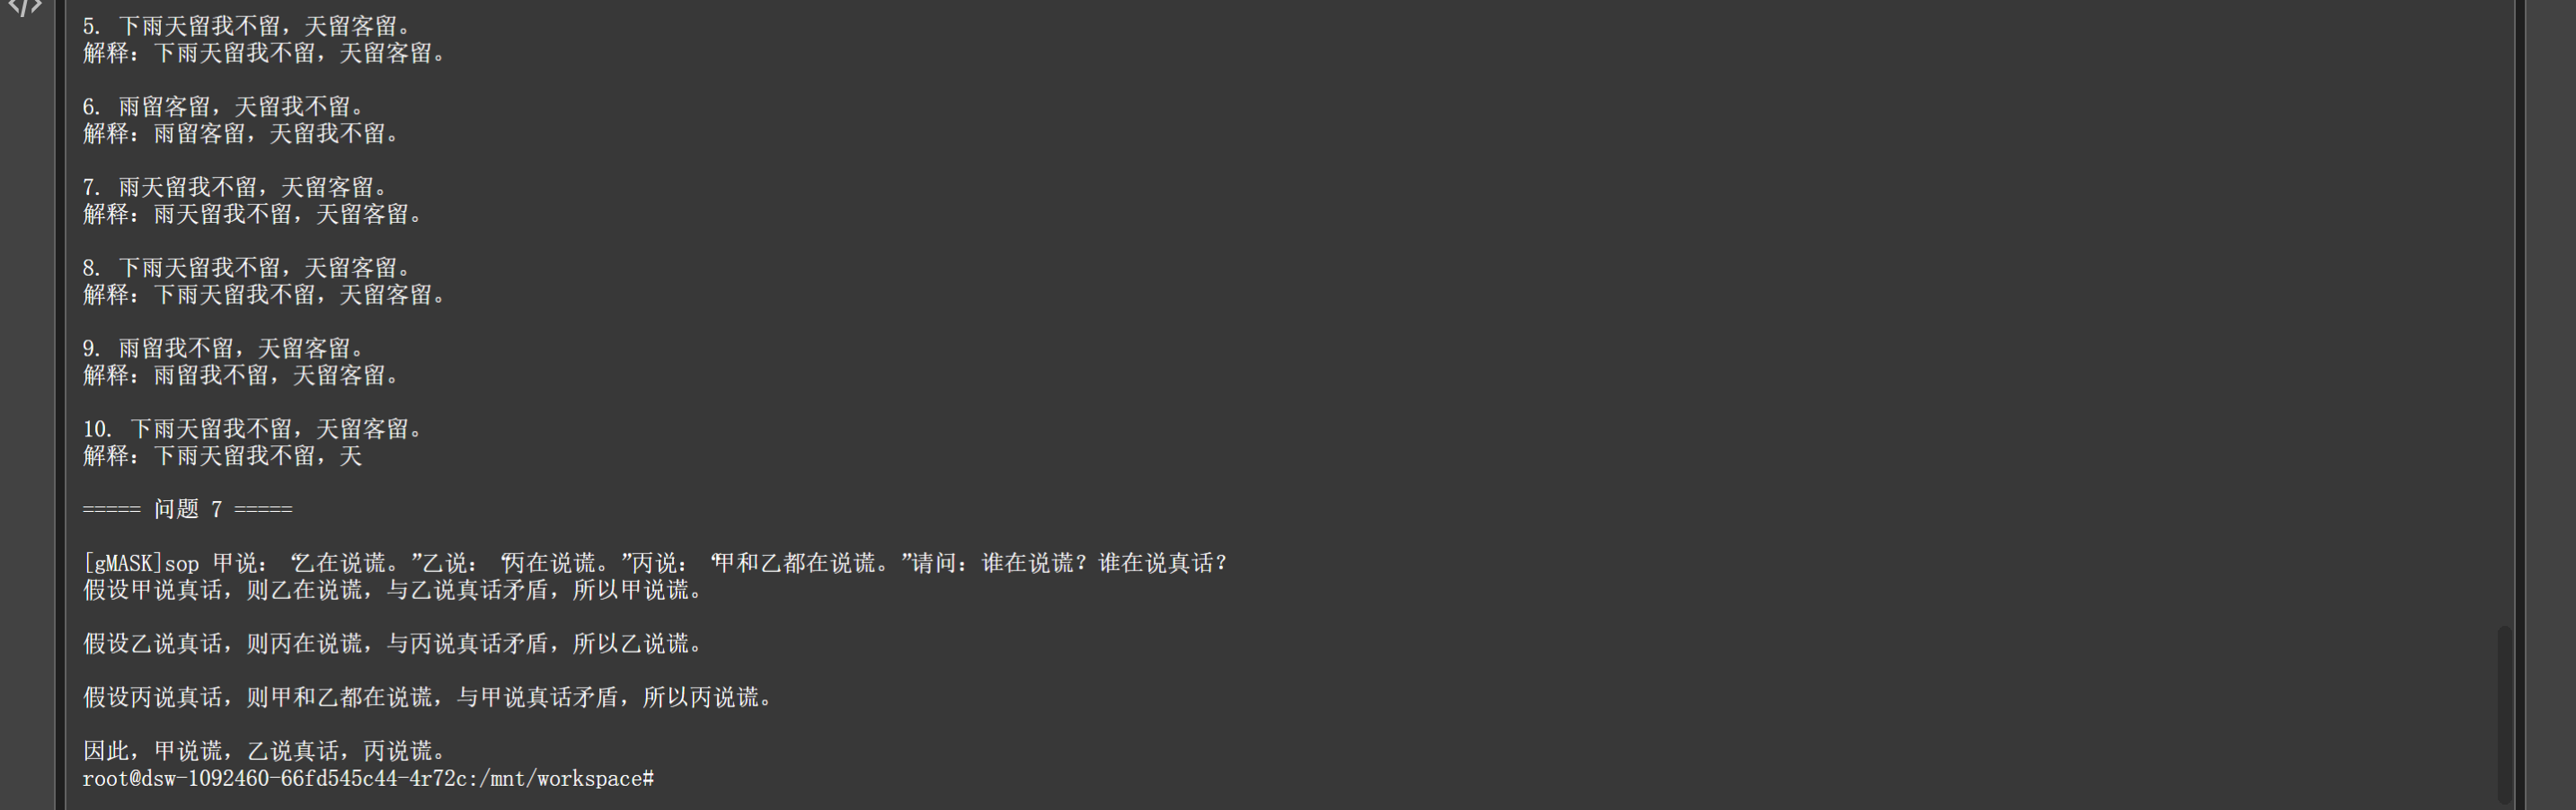 5. 下雨天留我不留，天留客留。
解释：下雨天留我不留，天留客留。
6. 雨留客留，天留我不留。
解释：雨留客留，天留我不留。
7. 雨天留我不留，天留客留。
解释：雨天留我不留，天留客留。
8. 下雨天留我不留，天留客留。
解释：下雨天留我不留，天留客留。
9. 雨留我不留，天留客留。
解释：雨留我不留，天留客留。
10. 下雨天留我不留，天留客留。
解释：下雨天留我不留，天
===== 问题 7 =====
[gMASK]sop 甲说：“乙在说谎。”乙说：“丙在说谎。”丙说：“甲和乙都在说谎。”请问：谁在说谎？谁在说真话？
假设甲说真话，则乙在说谎，与乙说真话矛盾，所以甲说谎。
假设乙说真话，则丙在说谎，与丙说真话矛盾，所以乙说谎。
假设丙说真话，则甲和乙都在说谎，与甲说真话矛盾，所以丙说谎。
因此，甲说谎，乙说真话，丙说谎。
root@dsw-1092460-66fd545c44-4r72c:/mnt/workspace#